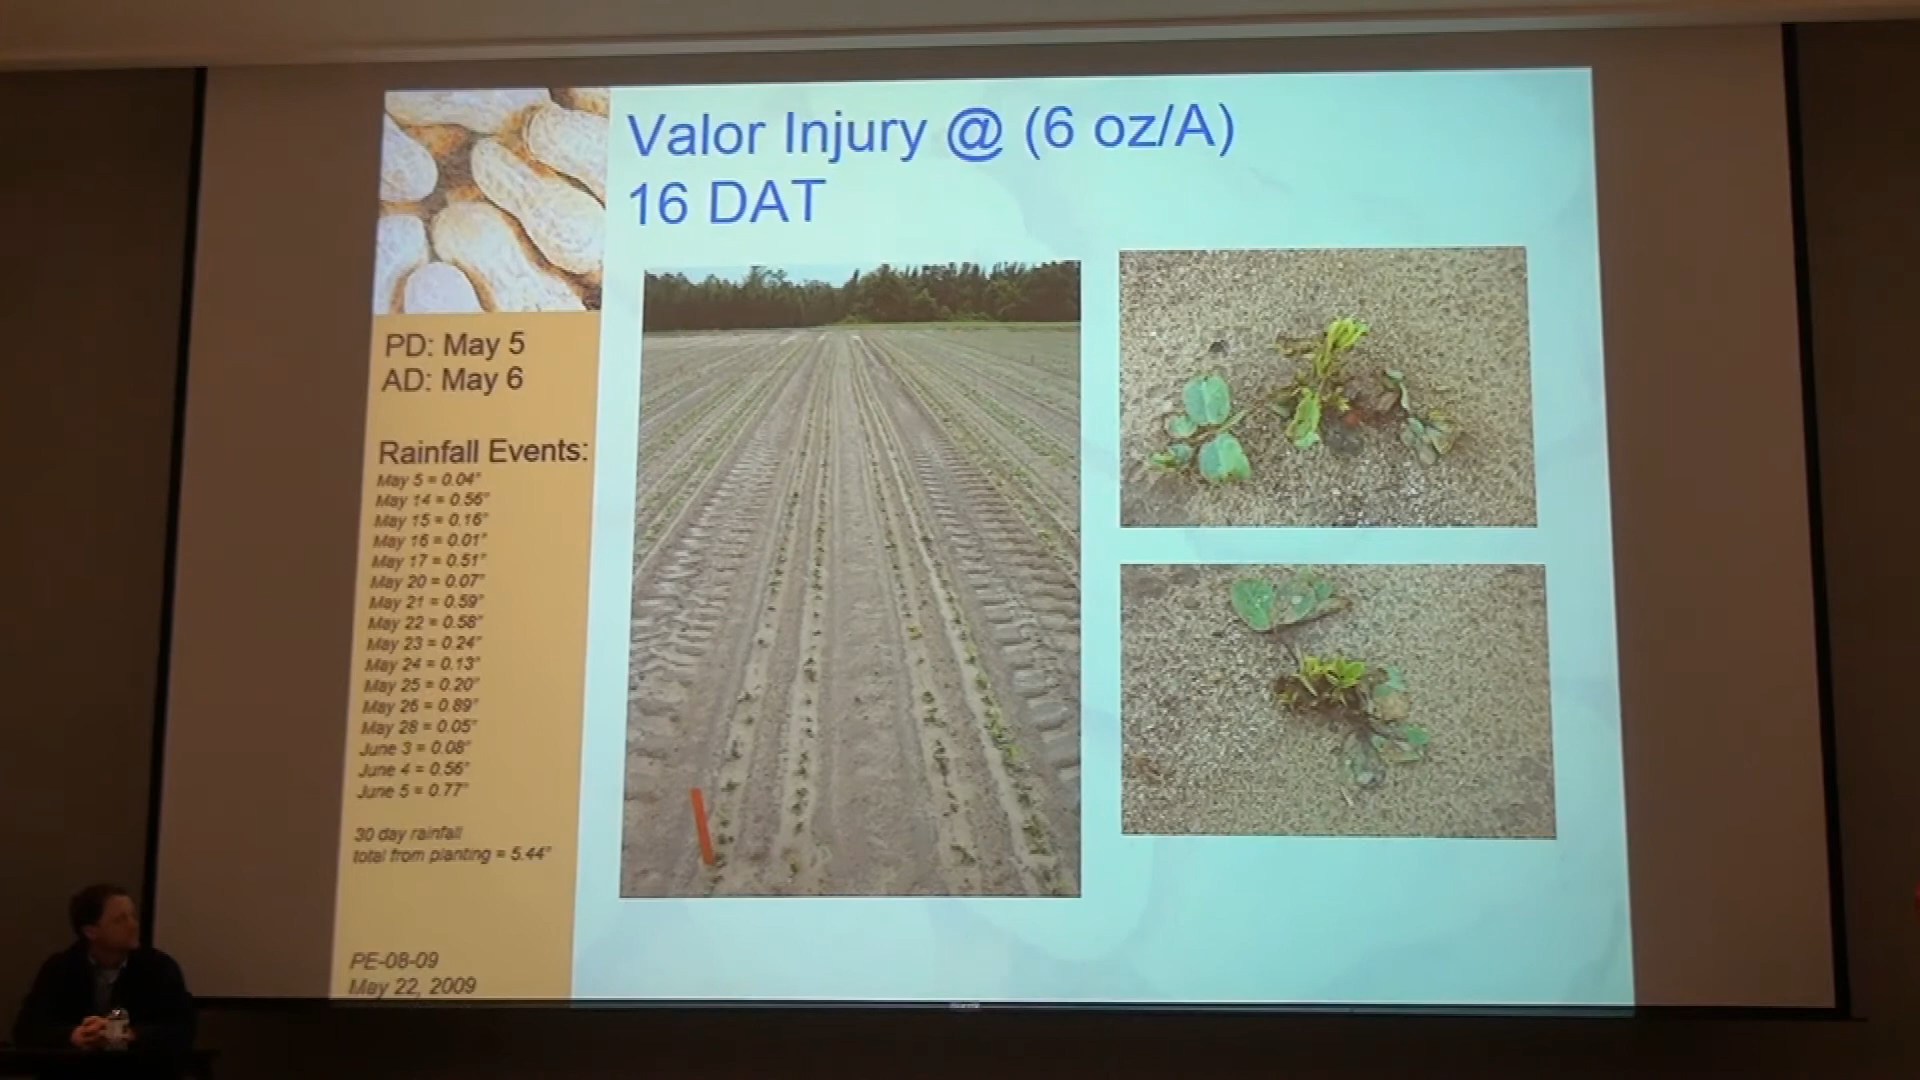 Valor Injury @ (6 oz/A)
16 DAT
PD: May 5
AD: May 6
Rainfall Events:
May 5 = 0.04"
May 14 = 0.56"
May 15 = 0.16"
May 16 = 0.01"
May 17 = 0.51"
May 20 = 0.07"
May 21 = 0.59"
May 22 = 0.58"
May 23 = 0.24"
May 24 = 0.13"
May 25 = 0.20"
May 26 = 0.89"
May 28 = 0.05"
June 3 = 0.08"
June 4 = 0.56"
June 5 = 0.77"
30 day rainfall
total from planting = 5.44"
PE-08-09
May 22, 2009